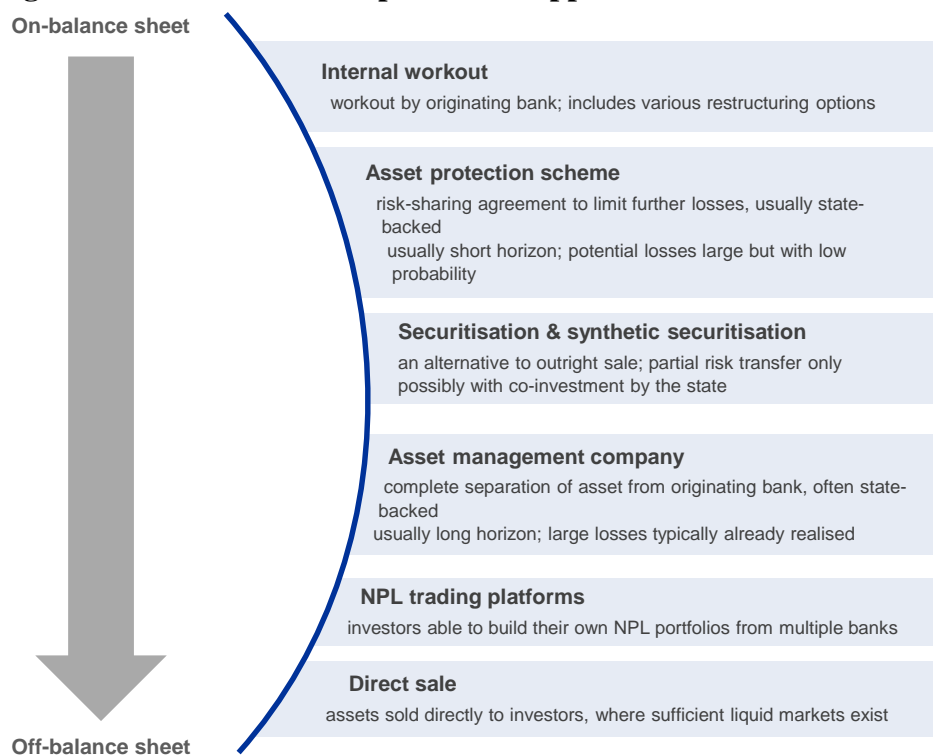 On-balance sheet
Internal workout
workout by originating bank; includes various restructuring options
Asset protection scheme
risk-sharing agreement to limit further losses, usually state-
backed
usually short horizon; potential losses large but with low
probability
Securitisation & synthetic securitisation
an alternative to outright sale; partial risk transfer only
possibly with co-investment by the state
Asset management company
complete separation of asset from originating bank, often state-
backed
usually long horizon; large losses typically already realised
NPL trading platforms
investors able to build their own NPL portfolios from multiple banks
Direct sale
assets sold directly to investors, where sufficient liquid markets exist
Off-balance sheet